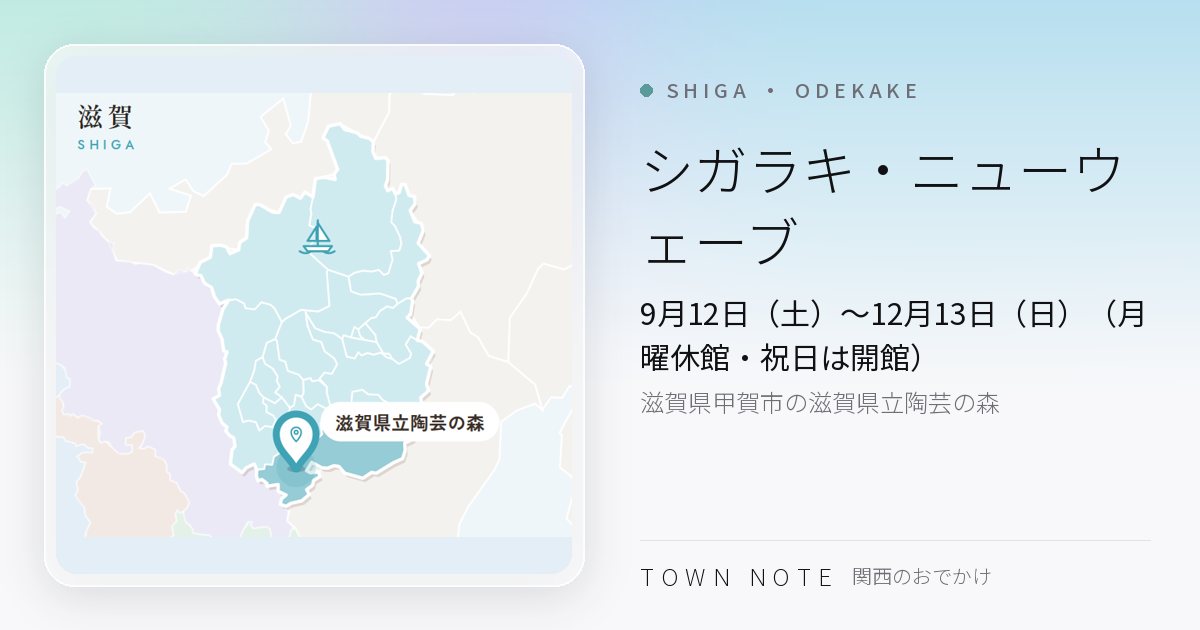 滋賀
SHIGA
滋賀県立陶芸の森
SHIGA ・ ODEKAKE
シガラキ・ニューウ
ェーブ
9月12日（土）〜12月13日（日）（月
曜休館・祝日は開館）
滋賀県甲賀市の滋賀県立陶芸の森
TOWN NOTE 関西のおでかけ